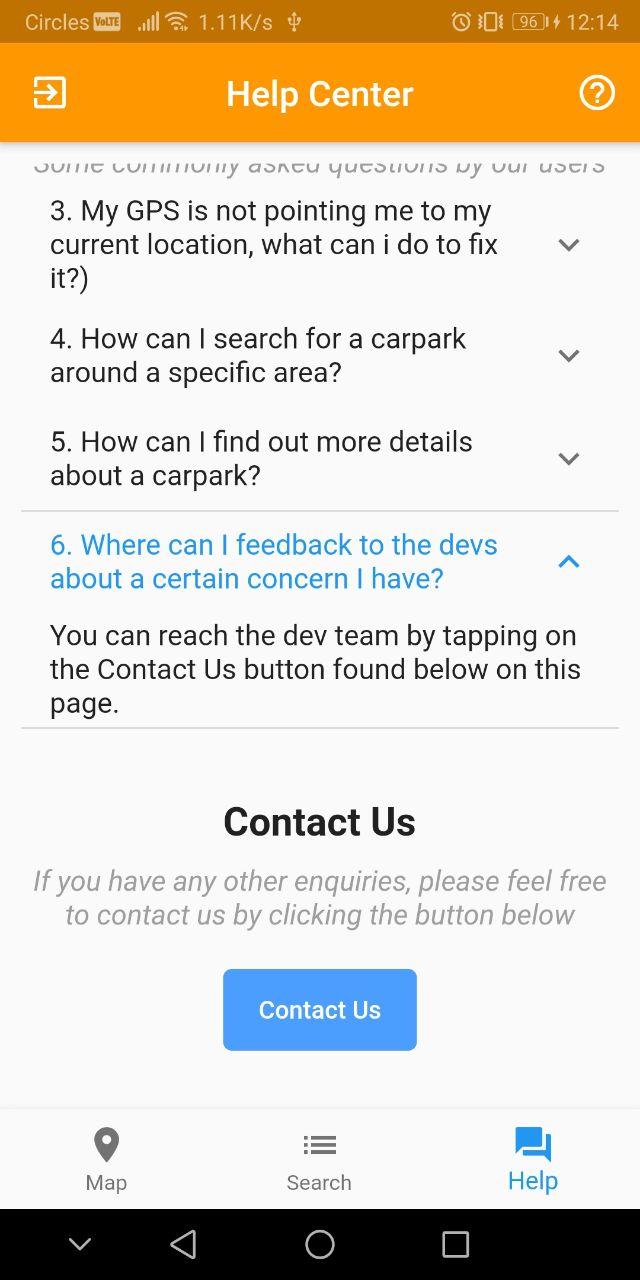 Circles VoLTE 1.11K/s 96 12:14
Help Center
Some commonly asked questions by our users
3. My GPS is not pointing me to my
current location, what can i do to fix
it?)
4. How can I search for a carpark
around a specific area?
5. How can I find out more details
about a carpark?
6. Where can I feedback to the devs
about a certain concern I have?
You can reach the dev team by tapping on
the Contact Us button found below on this
page.
Contact Us
If you have any other enquiries, please feel free
to contact us by clicking the button below
Contact Us
Map Search Help